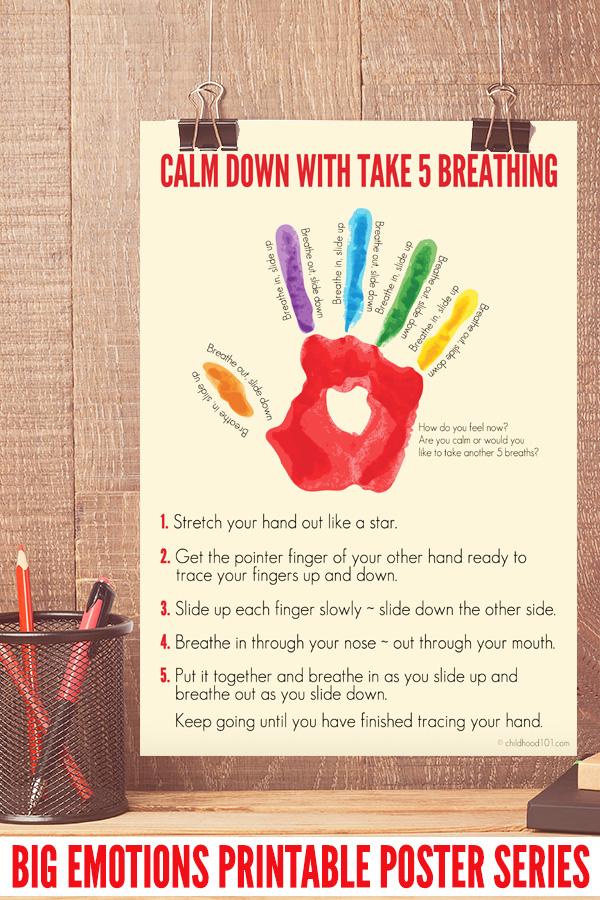 CALM DOWN WITH TAKE 5 BREATHING
Breathe in, slide up
Breathe out, slide down
Breathe in, slide up
Breathe out, slide down
Breathe in, slide up
Breathe out, slide down
Breathe in, slide up
Breathe out, slide down
Breathe in, slide up
Breathe out, slide down
How do you feel now?
Are you calm or would you
like to take another 5 breaths?
1. Stretch your hand out like a star.
2. Get the pointer finger of your other hand ready to
trace your fingers up and down.
3. Slide up each finger slowly ~ slide down the other side.
4. Breathe in through your nose ~ out through your mouth.
5. Put it together and breathe in as you slide up and
breathe out as you slide down.
Keep going until you have finished tracing your hand.
© childhood101.com
BIG EMOTIONS PRINTABLE POSTER SERIES